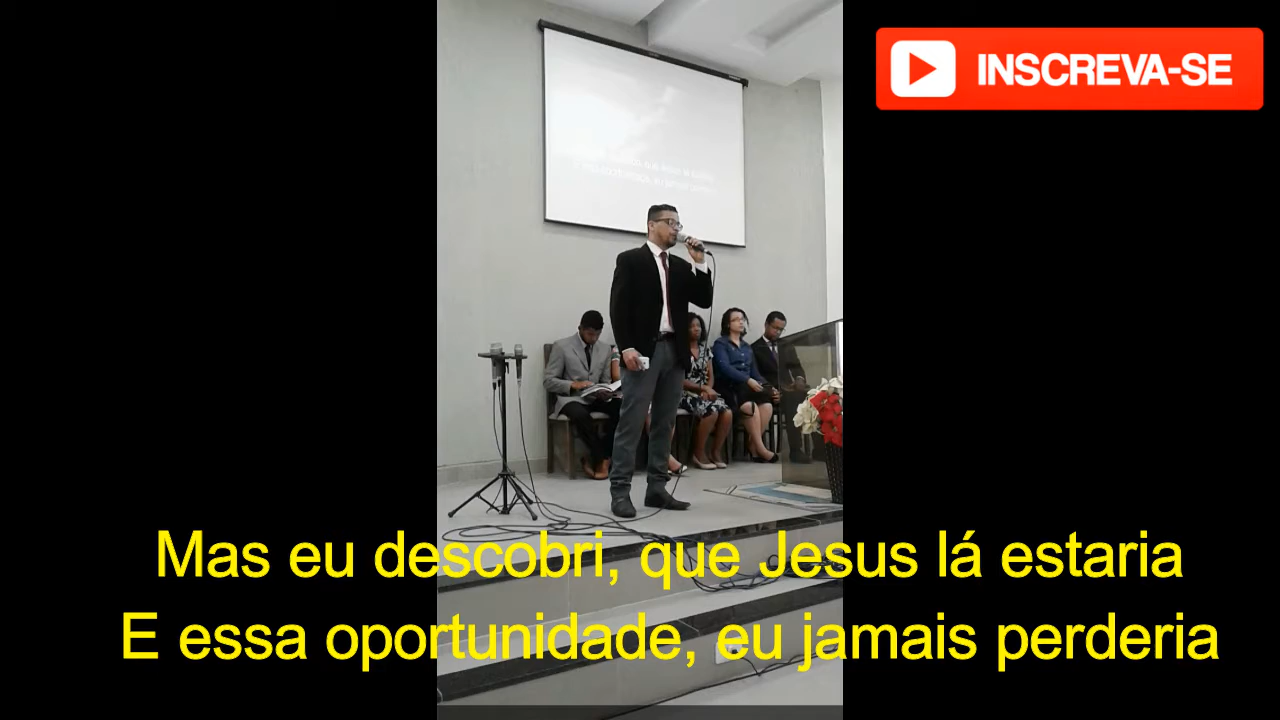 INSCREVA-SE
Mas eu descobri, que Jesus lá estaria
E essa oportunidade, eu jamais perderia